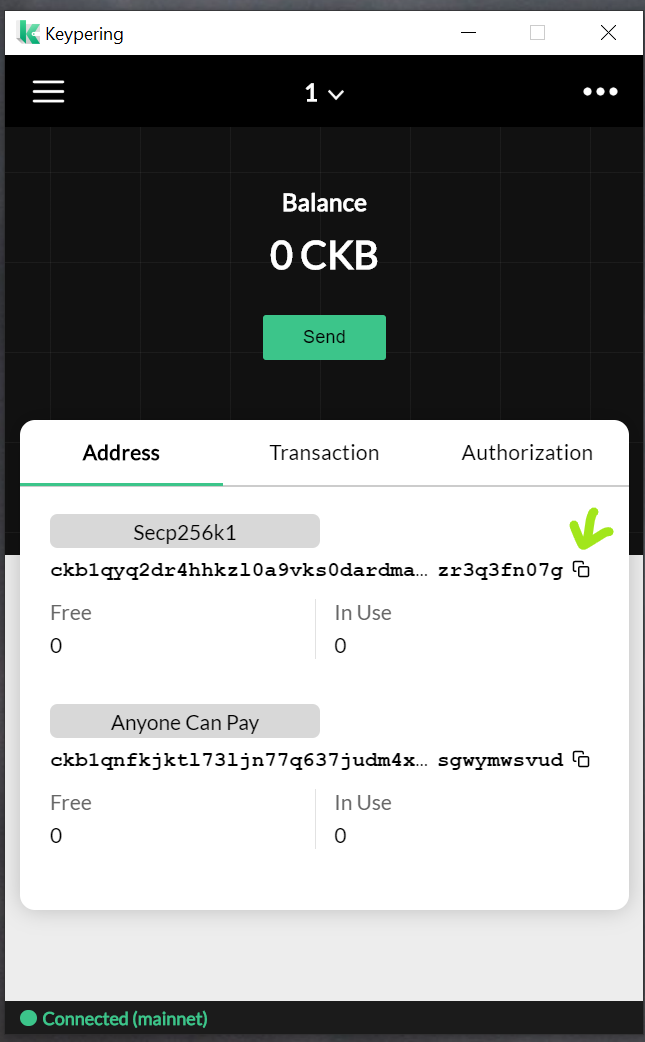 Keypering
1
Balance
0 CKB
Send
Address Transaction Authorization
Secp256k1
ckb1qyq2dr4hhkzl0a9vks0dardma… zr3q3fn07g
Free In Use
0 0
Anyone Can Pay
ckb1qnfkjktl73ljn77q637judm4x… sgwymwsvud
Free In Use
0 0
Connected (mainnet)